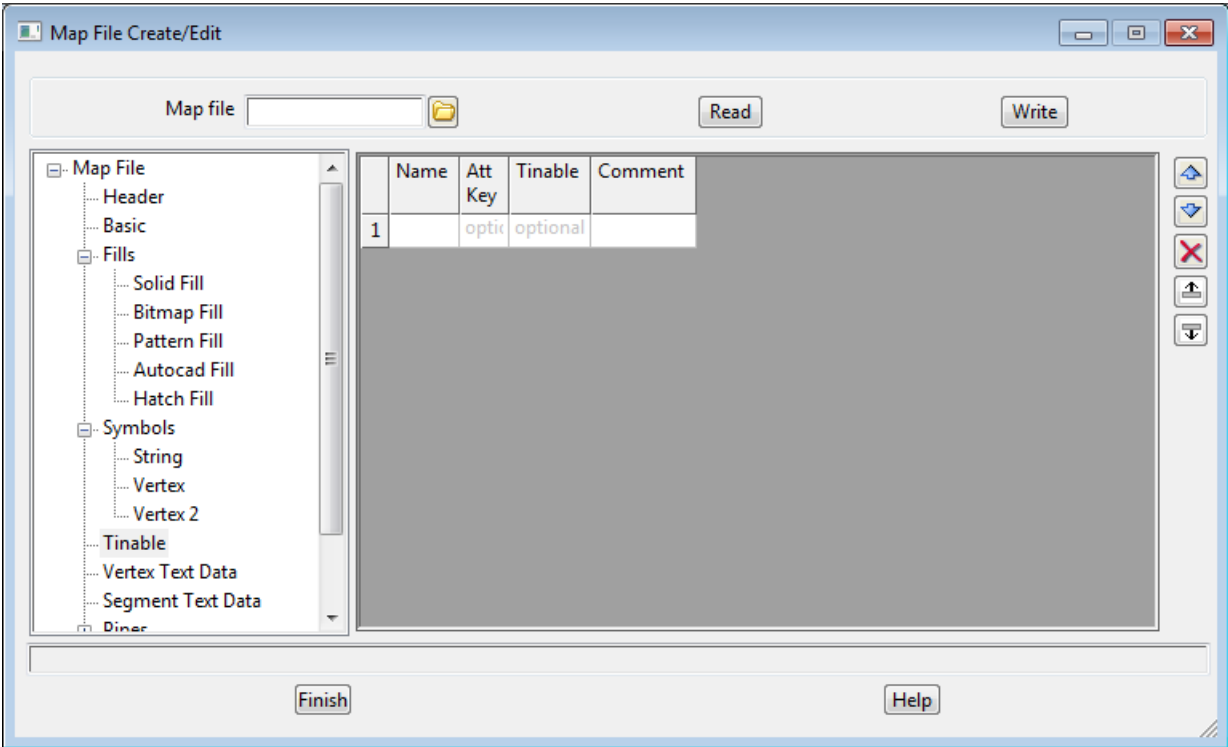 Map File Create/Edit
Map file
Read
Write
Map File
Header
Basic
Fills
Solid Fill
Bitmap Fill
Pattern Fill
Autocad Fill
Hatch Fill
Symbols
String
Vertex
Vertex 2
Tinable
Vertex Text Data
Segment Text Data
Pipes
Name Att Key Tinable Comment
1 optic optional
Finish
Help